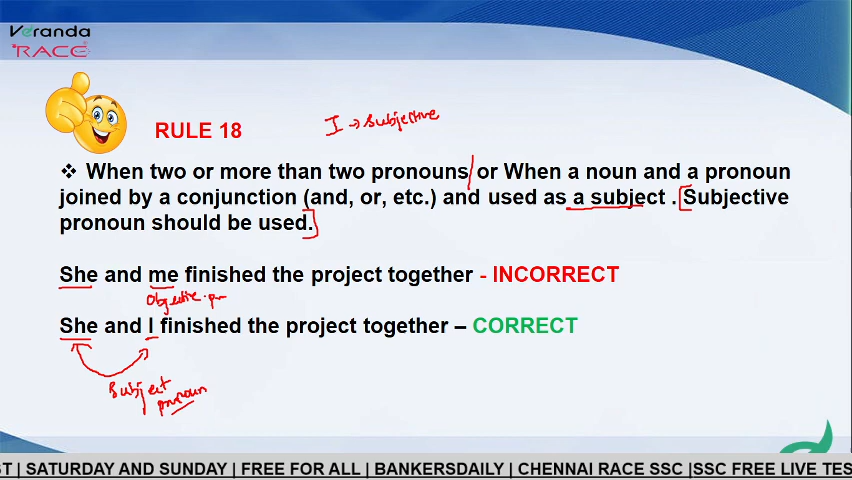 Veranda
RACE
RULE 18
I → Subjective
❖ When two or more than two pronouns or When a noun and a pronoun
joined by a conjunction (and, or, etc.) and used as a subject . Subjective
pronoun should be used.
She and me finished the project together - INCORRECT
Objective
She and I finished the project together – CORRECT
Subject
pronoun
ST | SATURDAY AND SUNDAY | FREE FOR ALL | BANKERSDAILY | CHENNAI RACE SSC |SSC FREE LIVE TES